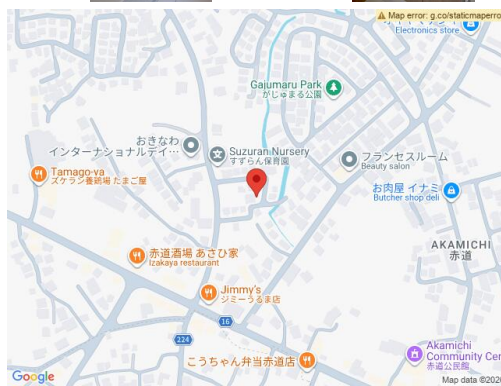 Map error: g.co/staticmaperro
Electronics store
Gajumaru Park
がじゅまる公園
おきなわ
インターナショナルデイ…
Suzuran Nursery
すずらん保育園
フランセスルーム
Beauty salon
Tamago-ya
ズケラン養鶏場 たまご屋
お肉屋 イナミ
Butcher shop deli
AKAMICHI
赤道
赤道酒場 あさひ家
Izakaya restaurant
Jimmy's
ジミーうるま店
16
224
こうちゃん弁当赤道店
Akamichi
Community Cen
赤道公民館
Google
Map data ©202